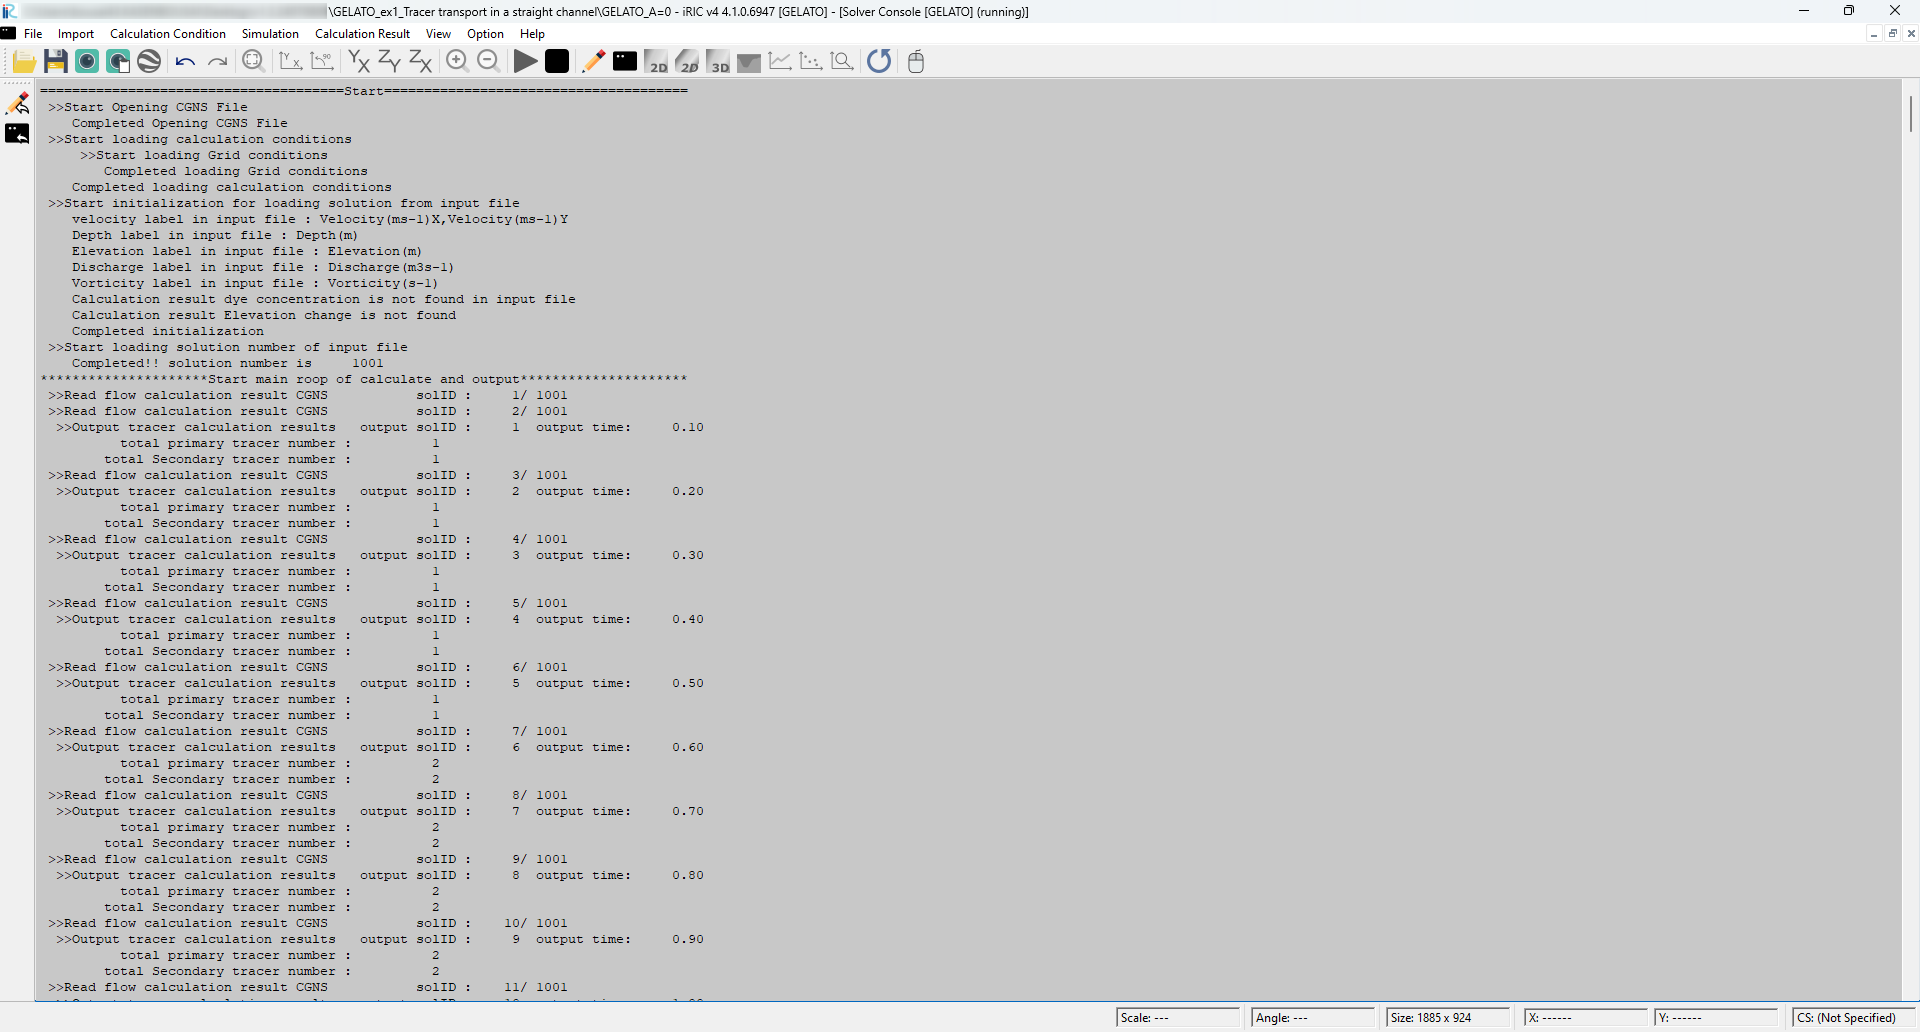 \GELATO_ex1_Tracer transport in a straight channel\GELATO_A=0 - iRIC v4 4.1.0.6947 [GELATO] - [Solver Console [GELATO] (running)]
File Import Calculation Condition Simulation Calculation Result View Option Help
2D 2D 3D
======================================Start======================================
>>Start Opening CGNS File
Completed Opening CGNS File
>>Start loading calculation conditions
>>Start loading Grid conditions
Completed loading Grid conditions
Completed loading calculation conditions
>>Start initialization for loading solution from input file
velocity label in input file : Velocity(ms-1)X,Velocity(ms-1)Y
Depth label in input file : Depth(m)
Elevation label in input file : Elevation(m)
Discharge label in input file : Discharge(m3s-1)
Vorticity label in input file : Vorticity(s-1)
Calculation result dye concentration is not found in input file
Calculation result Elevation change is not found
Completed initialization
>>Start loading solution number of input file
Completed!! solution number is 1001
*********************Start main roop of calculate and output*********************
>>Read flow calculation result CGNS solID : 1/ 1001
>>Read flow calculation result CGNS solID : 2/ 1001
>>Output tracer calculation results output solID : 1 output time: 0.10
total primary tracer number : 1
total Secondary tracer number : 1
>>Read flow calculation result CGNS solID : 3/ 1001
>>Output tracer calculation results output solID : 2 output time: 0.20
total primary tracer number : 1
total Secondary tracer number : 1
>>Read flow calculation result CGNS solID : 4/ 1001
>>Output tracer calculation results output solID : 3 output time: 0.30
total primary tracer number : 1
total Secondary tracer number : 1
>>Read flow calculation result CGNS solID : 5/ 1001
>>Output tracer calculation results output solID : 4 output time: 0.40
total primary tracer number : 1
total Secondary tracer number : 1
>>Read flow calculation result CGNS solID : 6/ 1001
>>Output tracer calculation results output solID : 5 output time: 0.50
total primary tracer number : 1
total Secondary tracer number : 1
>>Read flow calculation result CGNS solID : 7/ 1001
>>Output tracer calculation results output solID : 6 output time: 0.60
total primary tracer number : 2
total Secondary tracer number : 2
>>Read flow calculation result CGNS solID : 8/ 1001
>>Output tracer calculation results output solID : 7 output time: 0.70
total primary tracer number : 2
total Secondary tracer number : 2
>>Read flow calculation result CGNS solID : 9/ 1001
>>Output tracer calculation results output solID : 8 output time: 0.80
total primary tracer number : 2
total Secondary tracer number : 2
>>Read flow calculation result CGNS solID : 10/ 1001
>>Output tracer calculation results output solID : 9 output time: 0.90
total primary tracer number : 2
total Secondary tracer number : 2
>>Read flow calculation result CGNS solID : 11/ 1001
Scale: --- Angle: --- Size: 1885 x 924 X: ------ Y: ------ CS: (Not Specified)